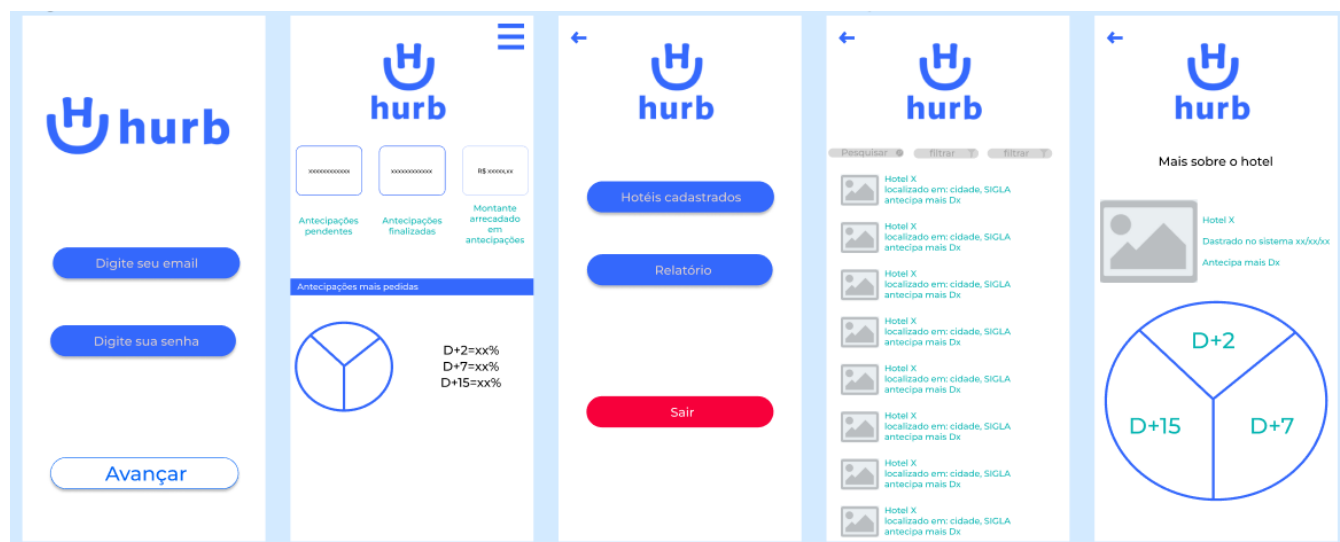 H
hurb
Digite seu email
Digite sua senha
Avançar
H
hurb
xxxxxxxxxxxxx
xxxxxxxxxxxxx
R$ xxxxx,xx
Antecipações
pendentes
Antecipações
finalizadas
Montante
arrecadado
em
antecipações
Antecipações mais pedidas
D+2=xx%
D+7=xx%
D+15=xx%
H
hurb
Hotéis cadastrados
Relatório
Sair
H
hurb
Pesquisar
filtrar
filtrar
Hotel X
localizado em: cidade, SIGLA
antecipa mais Dx
Hotel X
localizado em: cidade, SIGLA
antecipa mais Dx
Hotel X
localizado em: cidade, SIGLA
antecipa mais Dx
Hotel X
localizado em: cidade, SIGLA
antecipa mais Dx
Hotel X
localizado em: cidade, SIGLA
antecipa mais Dx
Hotel X
localizado em: cidade, SIGLA
antecipa mais Dx
Hotel X
localizado em: cidade, SIGLA
antecipa mais Dx
Hotel X
localizado em: cidade, SIGLA
antecipa mais Dx
H
hurb
Mais sobre o hotel
Hotel X
Dastrado no sistema xx/xx/xx
Antecipa mais Dx
D+2
D+15
D+7